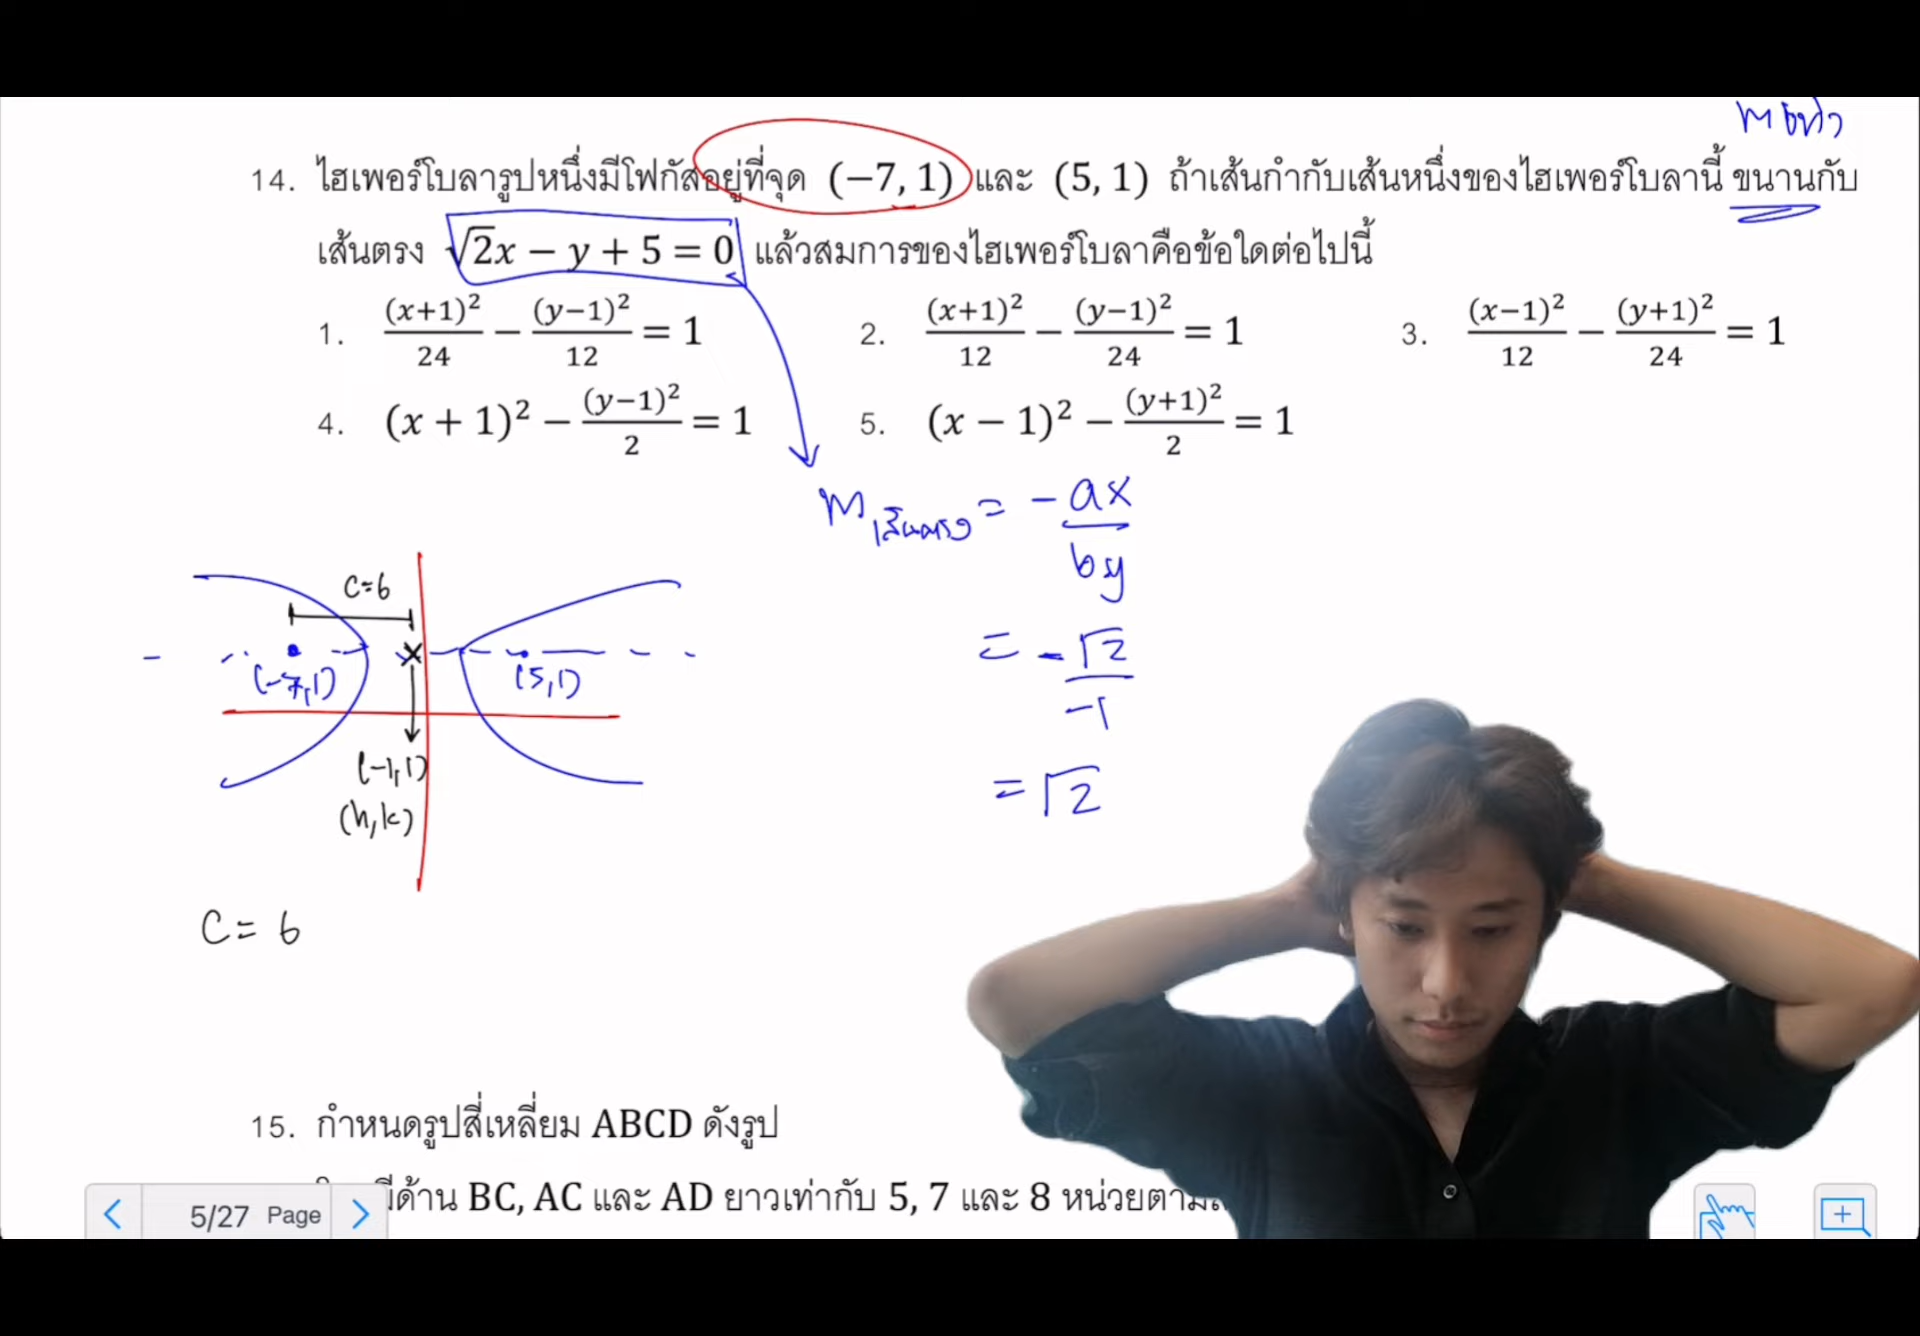 m เท่า
14. ไฮเพอร์โบลารูปหนึ่งมีโฟกัสอยู่ที่จุด (−7, 1) และ (5, 1) ถ้าเส้นกำกับเส้นหนึ่งของไฮเพอร์โบลานี้ ขนานกับ
เส้นตรง √2x − y + 5 = 0 แล้วสมการของไฮเพอร์โบลาคือข้อใดต่อไปนี้
1. (x+1)²/24 − (y−1)²/12 = 1 2. (x+1)²/12 − (y−1)²/24 = 1 3. (x−1)²/12 − (y+1)²/24 = 1
4. (x + 1)² − (y−1)²/2 = 1 5. (x − 1)² − (y+1)²/2 = 1
m เส้นตรง = − ax/by
= − √2/−1
= √2
C=6
(−7,1) (5,1)
(−1,1)
(h,k)
C= 6
15. กำหนดรูปสี่เหลี่ยม ABCD ดังรูป
มีด้าน BC, AC และ AD ยาวเท่ากับ 5, 7 และ 8 หน่วยตาม
5/27 Page